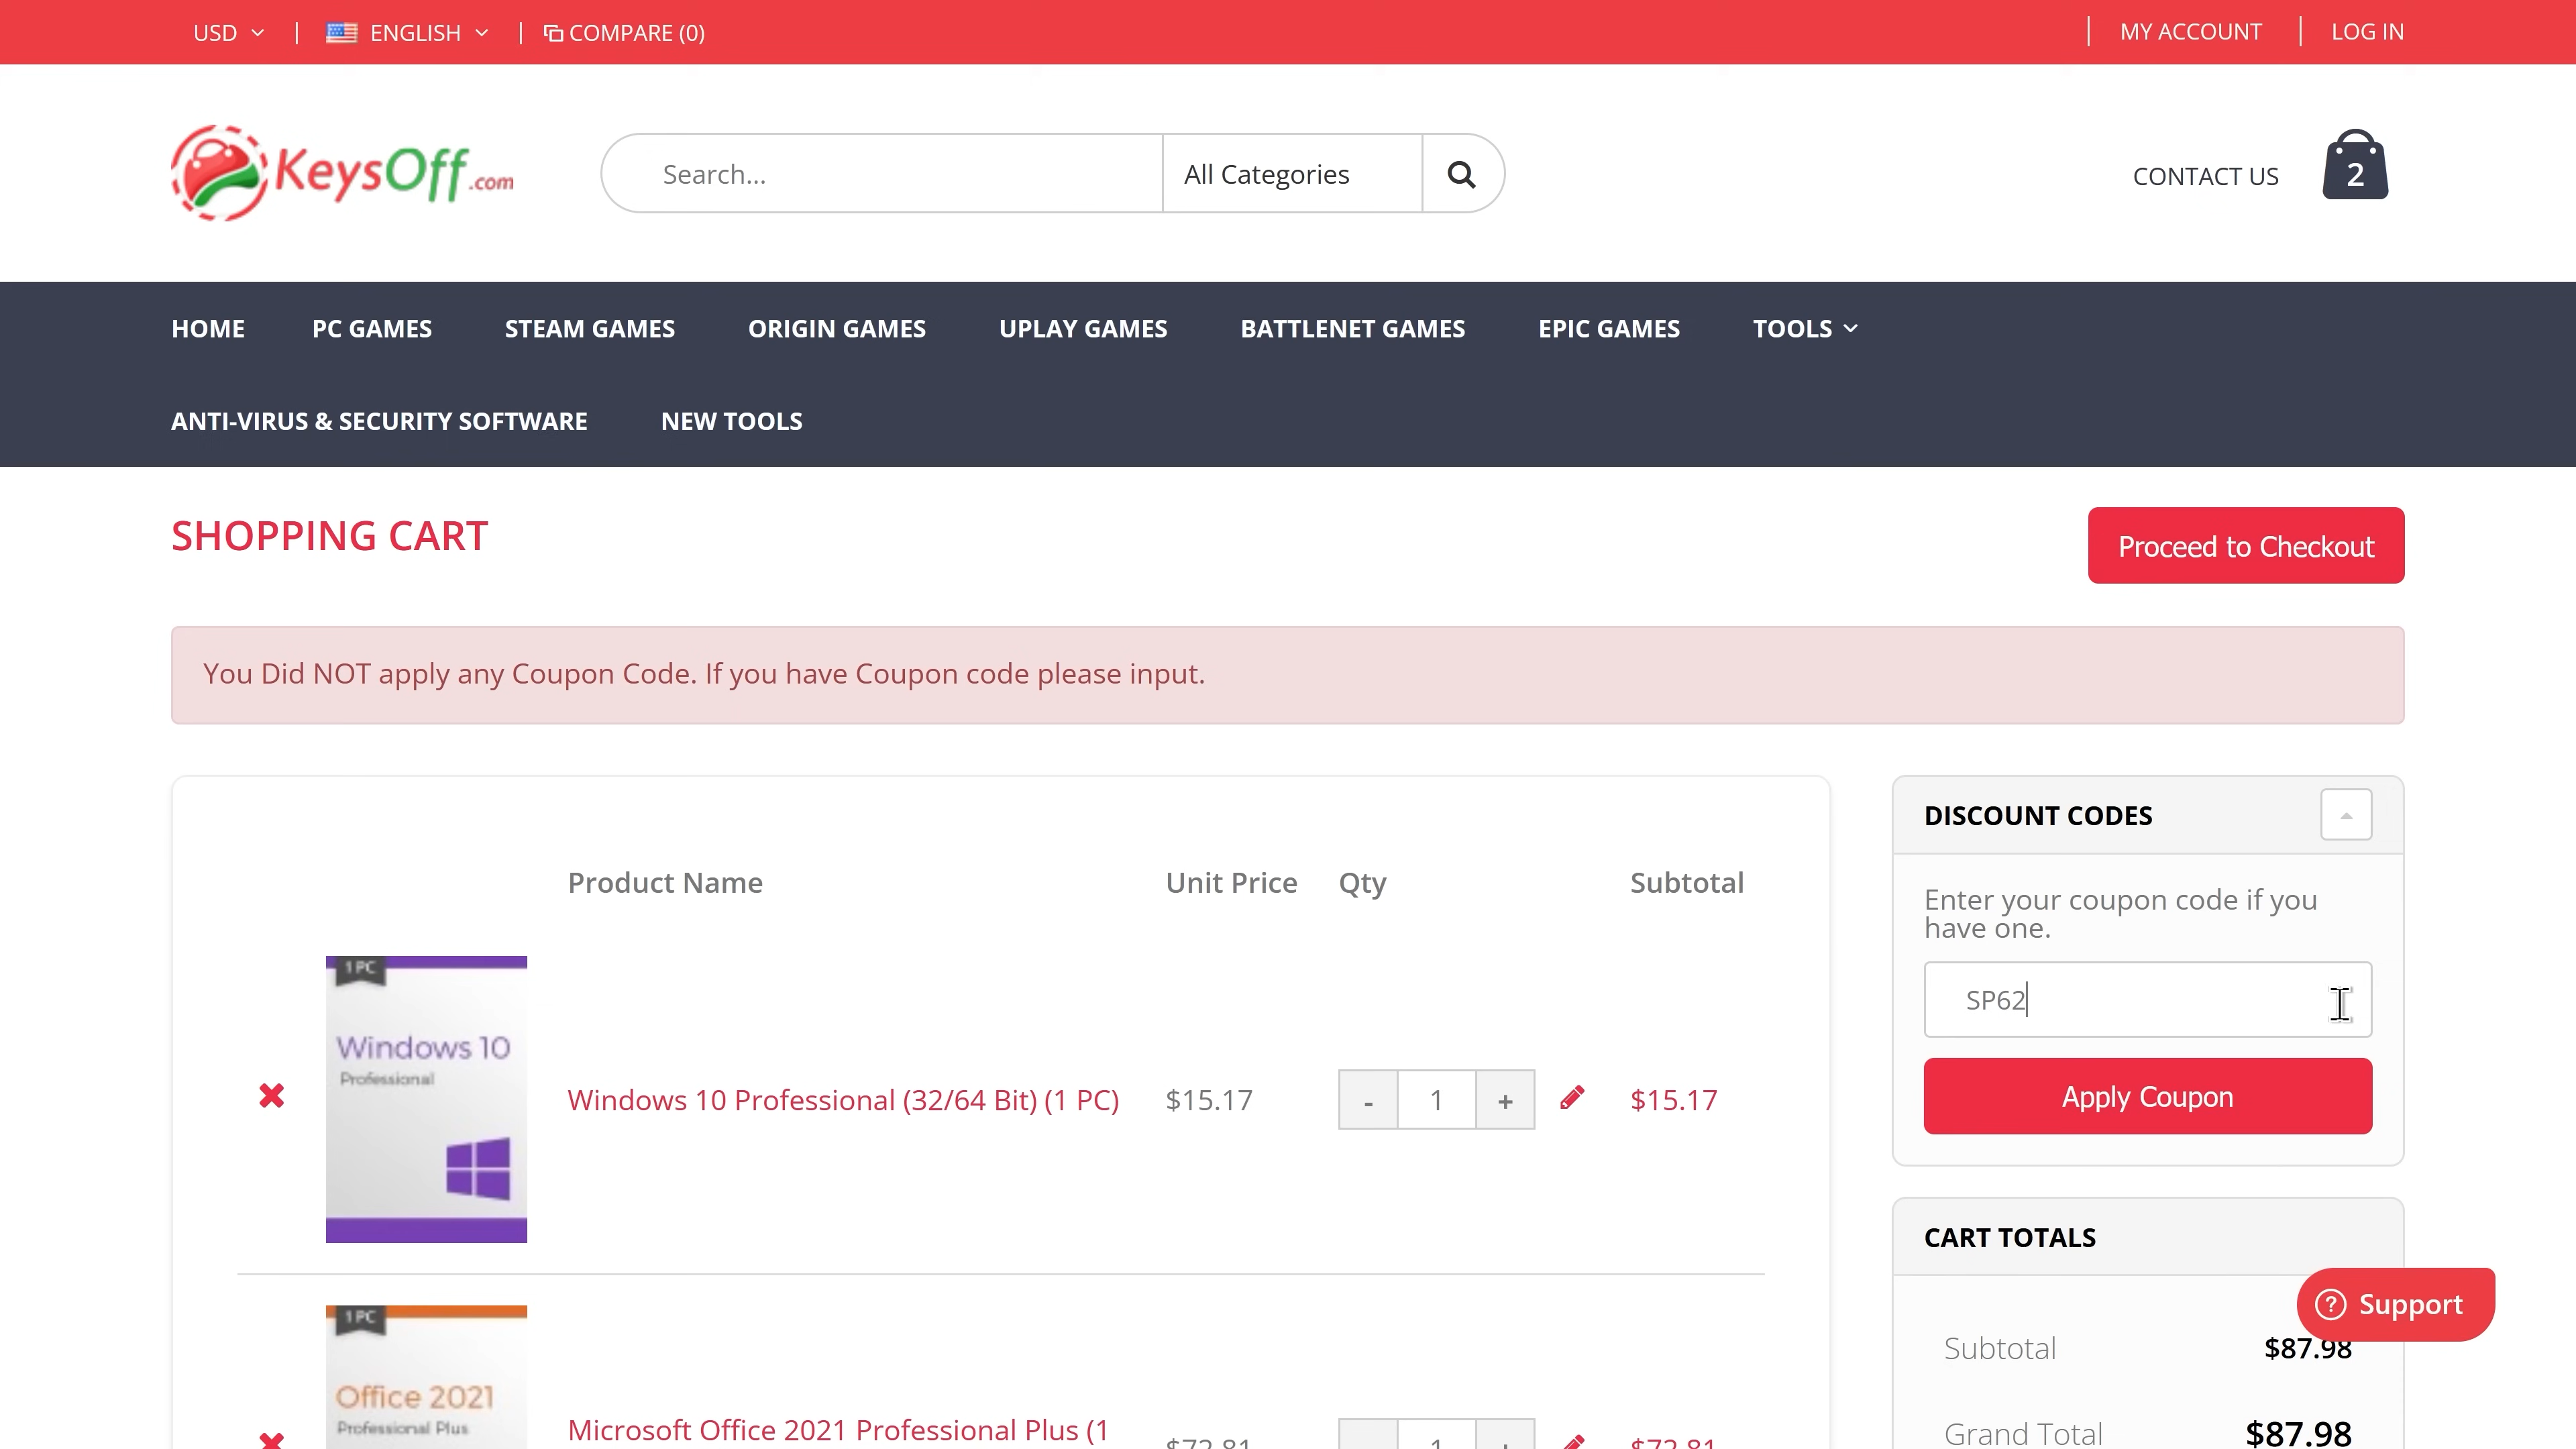 USD
ENGLISH
COMPARE (0)
MY ACCOUNT
LOG IN
KeysOff.com
Search...
All Categories
CONTACT US
2
HOME
PC GAMES
STEAM GAMES
ORIGIN GAMES
UPLAY GAMES
BATTLENET GAMES
EPIC GAMES
TOOLS
ANTI-VIRUS & SECURITY SOFTWARE
NEW TOOLS
SHOPPING CART
Proceed to Checkout
You Did NOT apply any Coupon Code. If you have Coupon code please input.
Product Name
Unit Price
Qty
Subtotal
1 PC
Windows 10
Professional
Windows 10 Professional (32/64 Bit) (1 PC)
$15.17
-
1
+
$15.17
1 PC
Office 2021
Professional Plus
Microsoft Office 2021 Professional Plus (1
$72.81
1
$72.81
DISCOUNT CODES
Enter your coupon code if you
have one.
SP62
Apply Coupon
CART TOTALS
Support
Subtotal
$87.98
Grand Total
$87.98